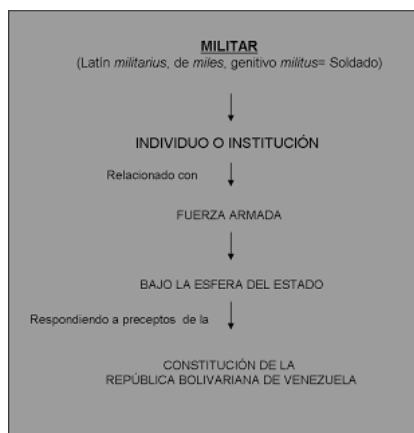 MILITAR
(Latín militarius, de miles, genitivo militus= Soldado)
INDIVIDUO O INSTITUCIÓN
Relacionado con
FUERZA ARMADA
BAJO LA ESFERA DEL ESTADO
Respondiendo a preceptos de la
CONSTITUCIÓN DE LA
REPÚBLICA BOLIVARIANA DE VENEZUELA